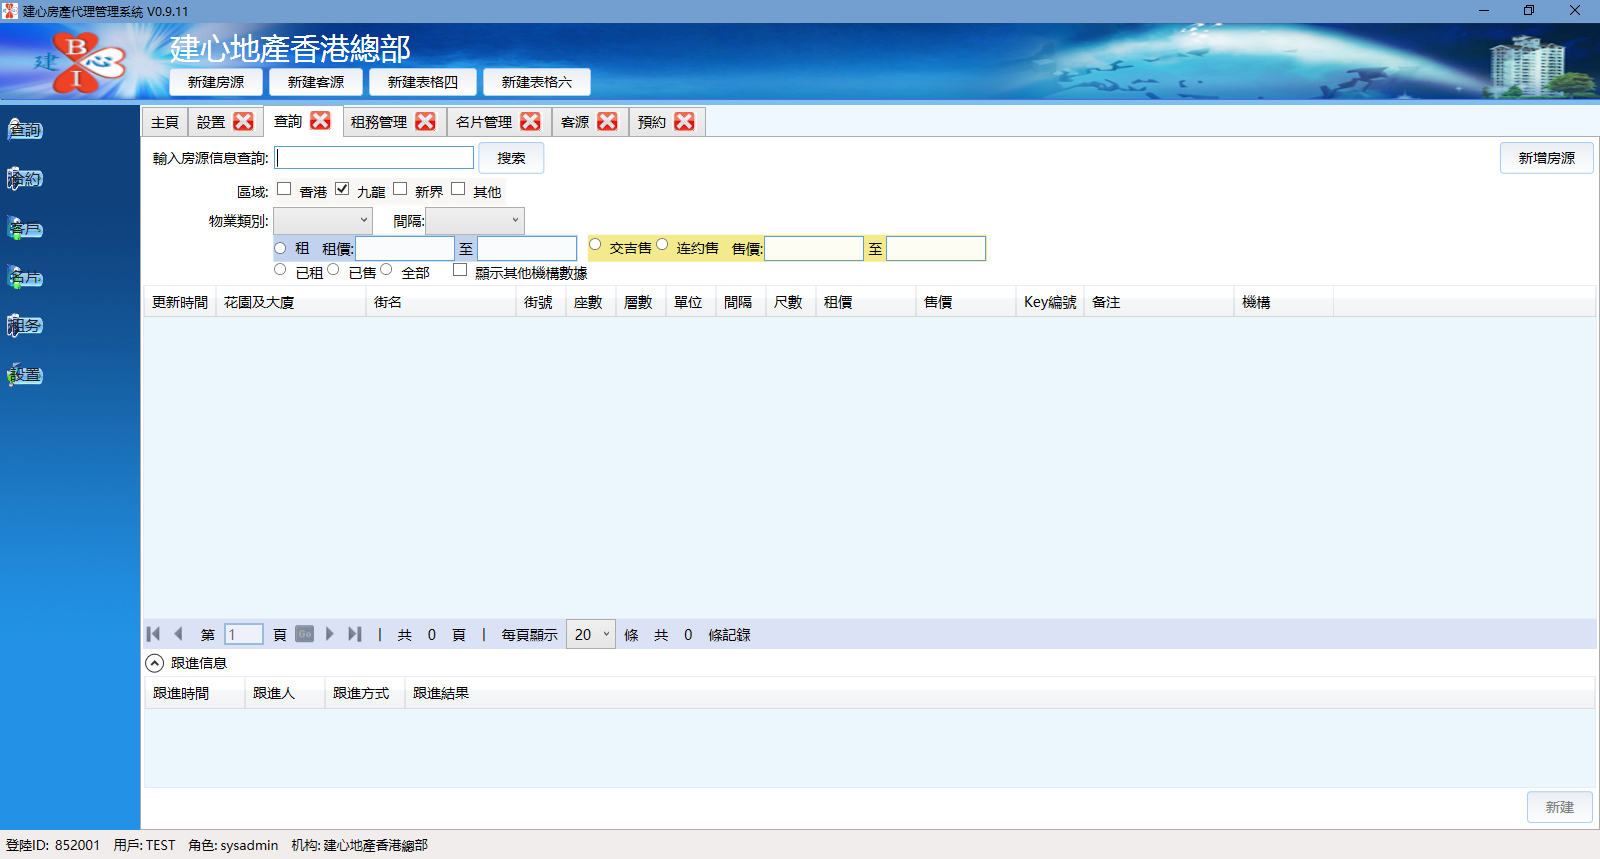 建心房產代理管理系統 V0.9.11
建 B 心 I
建心地產香港總部
新建房源 新建客源 新建表格四 新建表格六
主頁 設置 查詢 租務管理 名片管理 客源 預約
查詢
合約
客戶
名片
租务
設置
輸入房源信息查詢: 搜索 新增房源
區域: 香港 九龍 新界 其他
物業類別: 間隔:
租 租價: 至 交吉售 连约售 售價: 至
已租 已售 全部 顯示其他機構數據
更新時間 花園及大廈 街名 街號 座數 層數 單位 間隔 尺數 租價 售價 Key編號 备注 機構
第 1 頁 Go | 共 0 頁 | 每頁顯示 20 條 共 0 條記錄
跟進信息
跟進時間 跟進人 跟進方式 跟進結果
新建
登陸ID: 852001 用戶: TEST 角色: sysadmin 机构: 建心地產香港總部